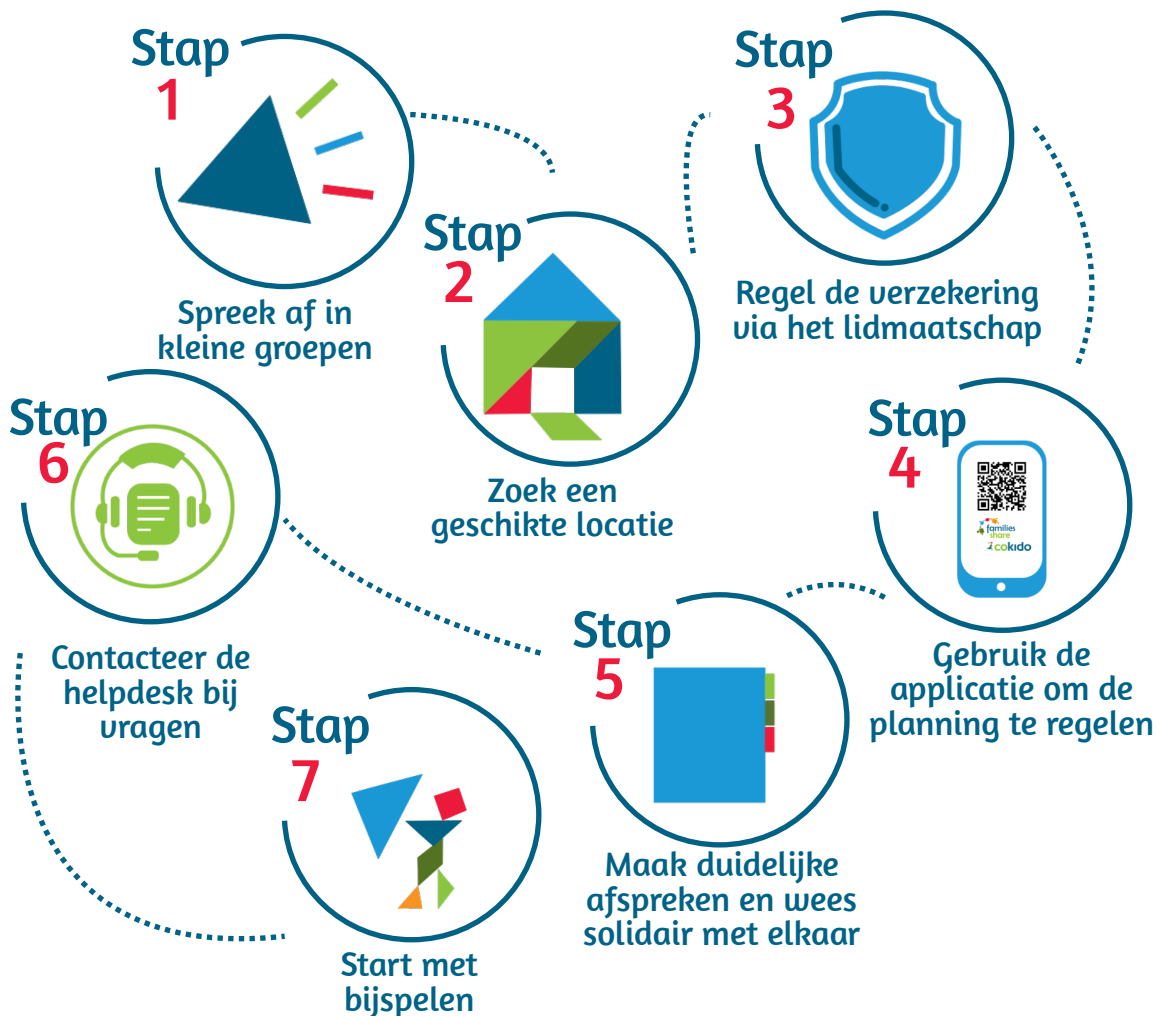 Stap
1
Spreek af in
kleine groepen
Stap
2
Zoek een
geschikte locatie
Stap
3
Regel de verzekering
via het lidmaatschap
Stap
4
families
share
cokido
Gebruik de
applicatie om de
planning te regelen
Stap
5
Maak duidelijke
afspreken en wees
solidair met elkaar
Stap
6
Contacteer de
helpdesk bij
vragen
Stap
7
Start met
bijspelen